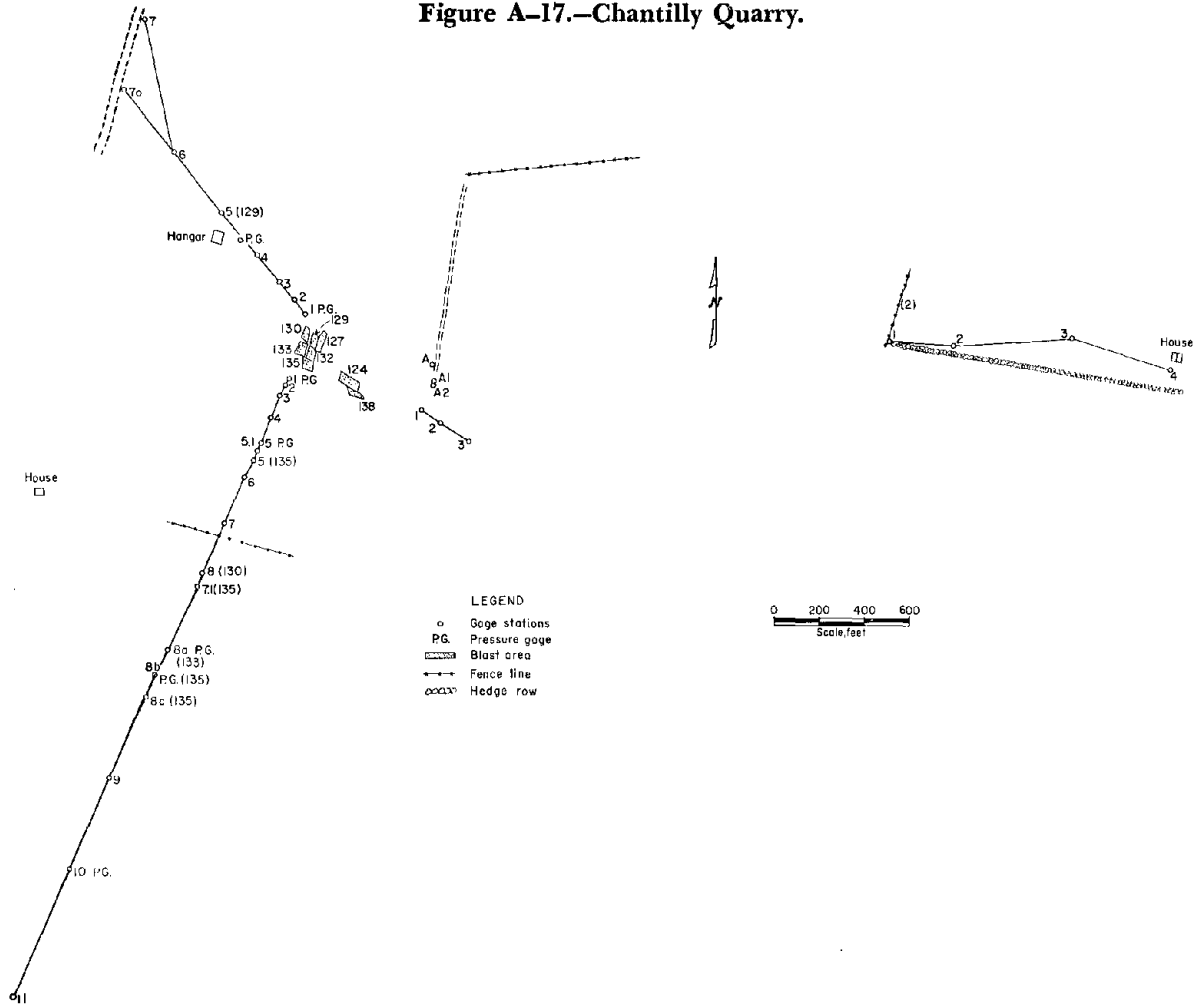 Figure A–17.—Chantilly Quarry.
7
7a
6
5 (129)
Hangar
P.G.
4
3
2
1 P.G.
129
130
127
133
132
135
124
138
1 P.G
2
3
4
5.1
5 P.G
5 (135)
6
House
7
8 (130)
7.1 (135)
8a P.G.
(133)
8b
P.G. (135)
8c (135)
9
10 P.G.
11
A
8
A1
A2
1
2
3
N
(2)
A
1
2
3
House
4
LEGEND
o Gage stations
P.G. Pressure gage
Blast area
Fence line
Hedge row
0 200 400 600
Scale, feet